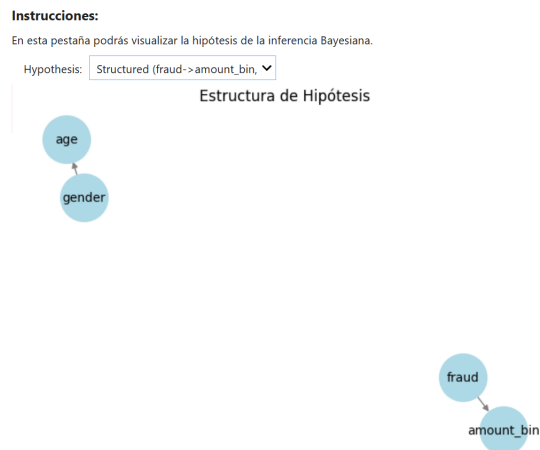 Instrucciones:
En esta pestaña podrás visualizar la hipótesis de la inferencia Bayesiana.
Hypothesis: Structured (fraud->amount_bin,
Estructura de Hipótesis
age
gender
fraud
amount_bin